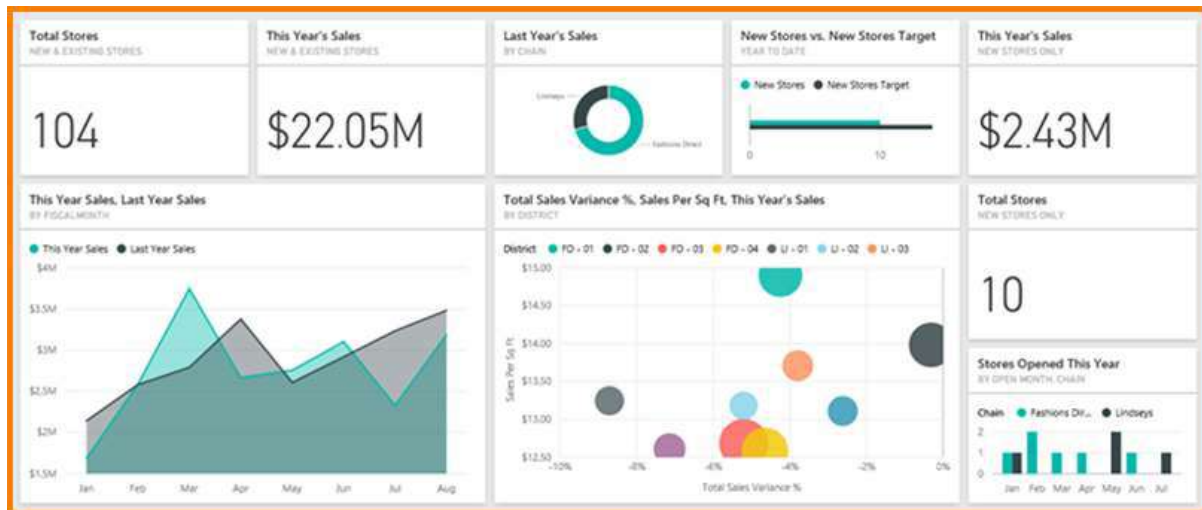 Total Stores
NEW & EXISTING STORES
104
This Year's Sales
NEW & EXISTING STORES
$22.05M
Last Year's Sales
BY CHAIN
Lindseys
Fashions Direct
New Stores vs. New Stores Target
YEAR TO DATE
New Stores New Stores Target
0 10
This Year's Sales
NEW STORES ONLY
$2.43M
This Year Sales, Last Year Sales
BY FISCAL MONTH
This Year Sales Last Year Sales
$4M
$3.5M
$3M
$2.5M
$2M
$1.5M
Jan Feb Mar Apr May Jun Jul Aug
Total Sales Variance %, Sales Per Sq Ft, This Year's Sales
BY DISTRICT
District FD - 01 FD - 02 FD - 03 FD - 04 LI - 01 LI - 02 LI - 03
Sales Per Sq Ft
$15.00
$14.50
$14.00
$13.50
$13.00
$12.50
-10% -8% -6% -4% -2% 0%
Total Sales Variance %
Total Stores
NEW STORES ONLY
10
Stores Opened This Year
BY OPEN MONTH, CHAIN
Chain Fashions Dir... Lindseys
2
1
0
Jan Feb Mar Apr May Jun Jul